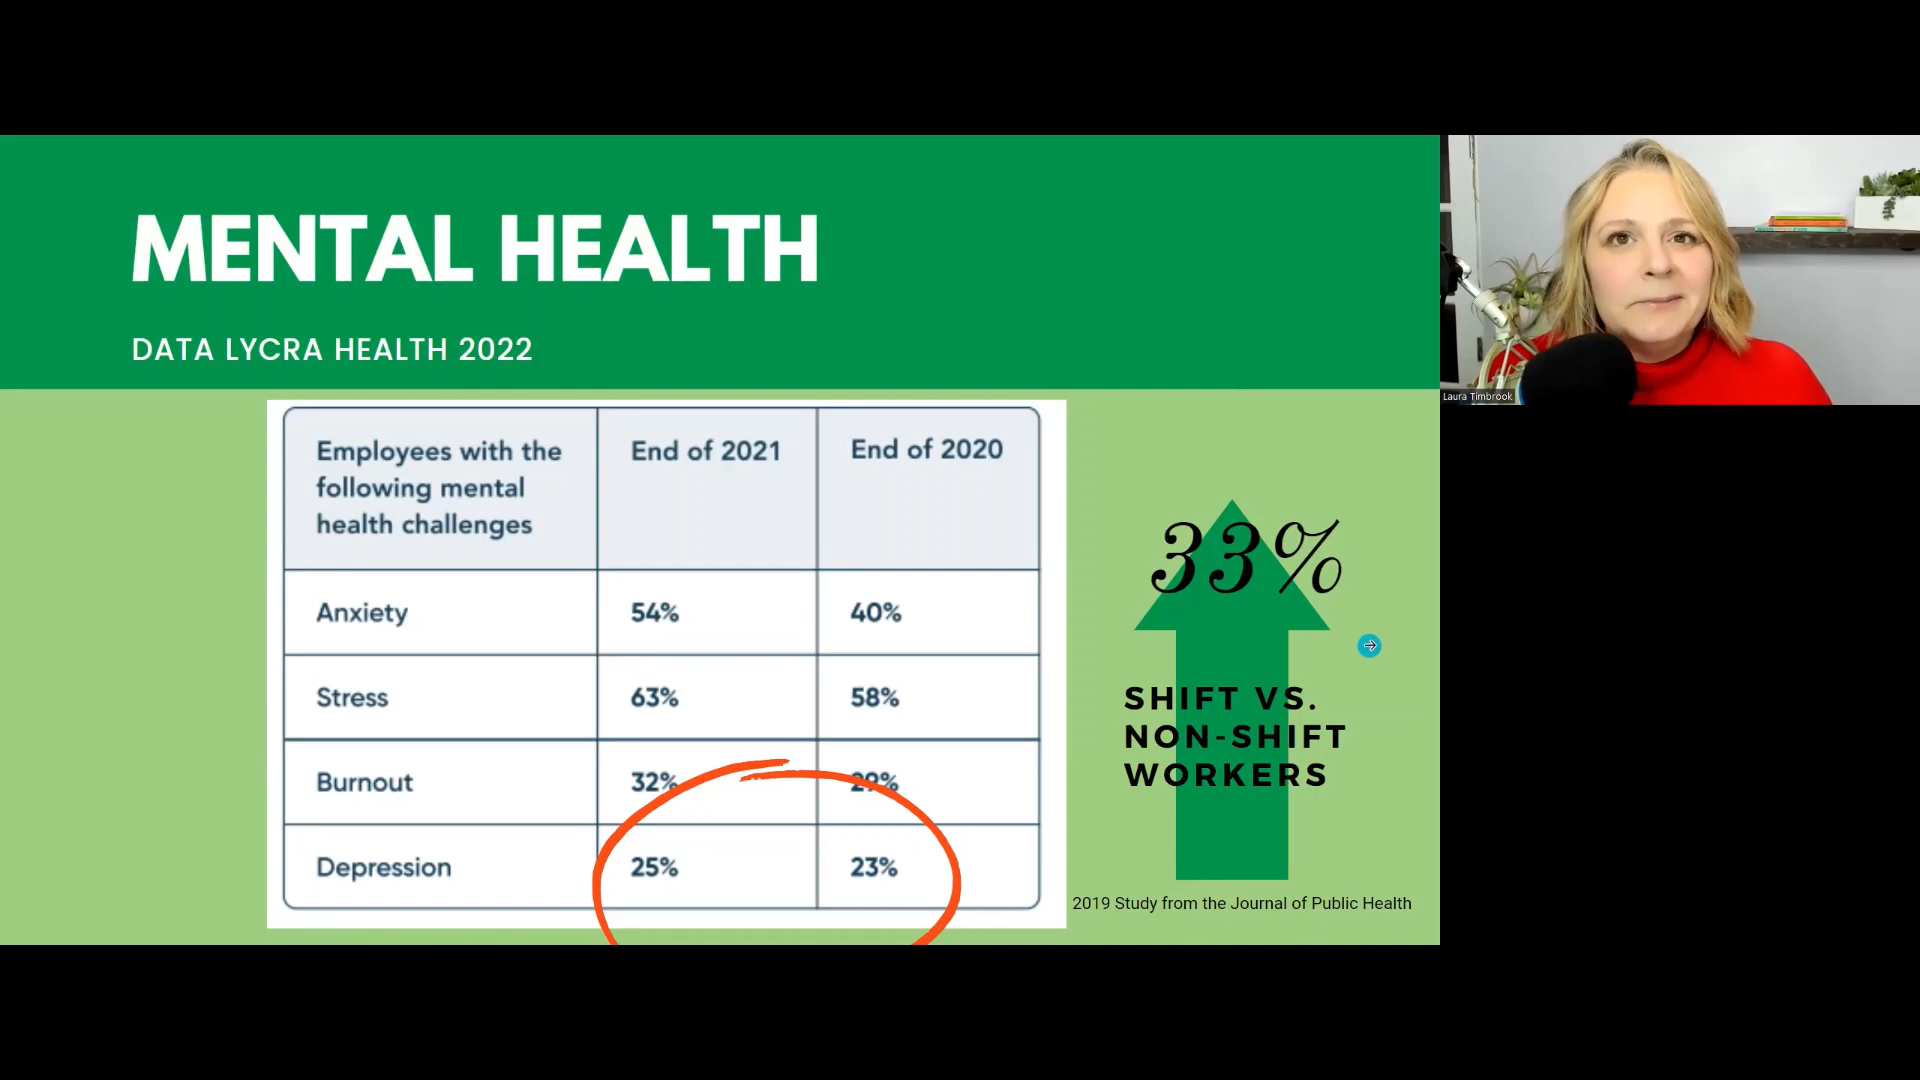 MENTAL HEALTH
DATA LYCRA HEALTH 2022
Employees with the
following mental
health challenges
End of 2021
End of 2020
Anxiety
54%
40%
Stress
63%
58%
Burnout
32%
29%
Depression
25%
23%
33%
SHIFT VS.
NON-SHIFT
WORKERS
2019 Study from the Journal of Public Health
Laura Timbrook